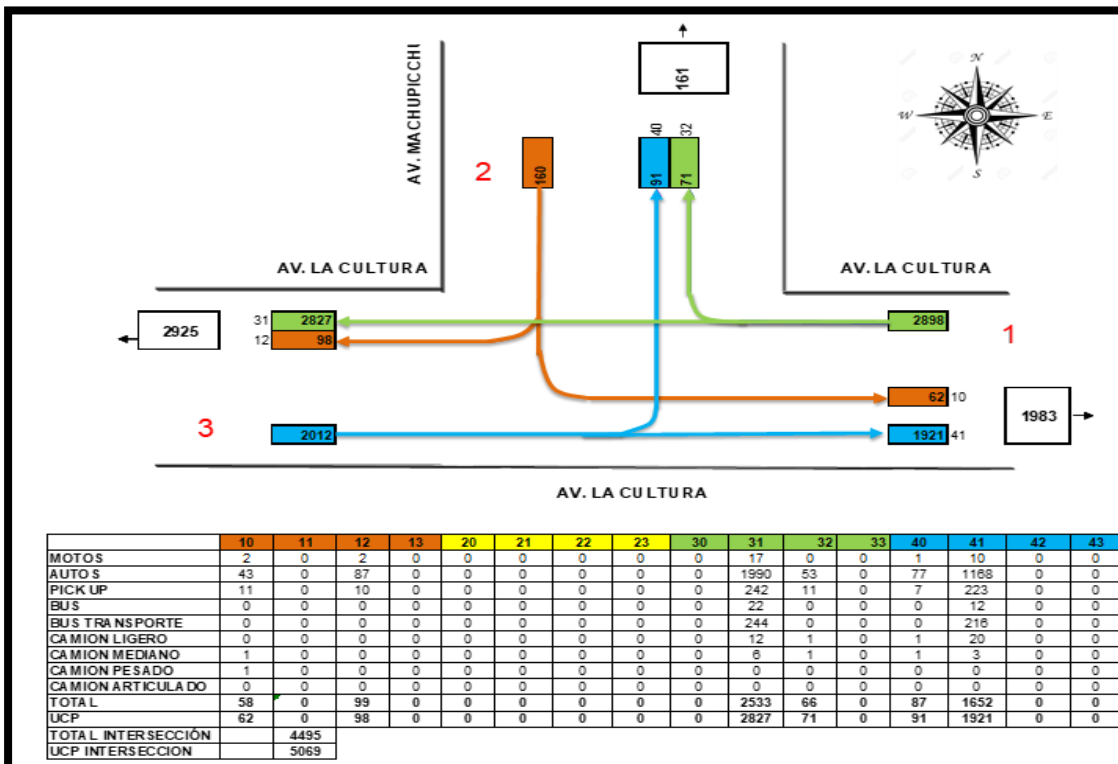 161
N
W
E
S
AV. MACHUPICCHI
2
160
40
32
91
71
AV. LA CULTURA
AV. LA CULTURA
2925
31
2827
12
98
2898
1
62
10
1983
3
2012
1921
41
AV. LA CULTURA
10 11 12 13 20 21 22 23 30 31 32 33 40 41 42 43
MOTOS 2 0 2 0 0 0 0 0 0 17 0 0 1 10 0 0
AUTOS 43 0 87 0 0 0 0 0 0 1990 53 0 77 1168 0 0
PICK UP 11 0 10 0 0 0 0 0 0 242 11 0 7 223 0 0
BUS 0 0 0 0 0 0 0 0 0 22 0 0 0 12 0 0
BUS TRANSPORTE 0 0 0 0 0 0 0 0 0 244 0 0 0 216 0 0
CAMION LIGERO 0 0 0 0 0 0 0 0 0 12 1 0 1 20 0 0
CAMION MEDIANO 1 0 0 0 0 0 0 0 0 6 1 0 1 3 0 0
CAMION PESADO 1 0 0 0 0 0 0 0 0 0 0 0 0 0 0 0
CAMION ARTICULADO 0 0 0 0 0 0 0 0 0 0 0 0 0 0 0 0
TOTAL 58 0 99 0 0 0 0 0 0 2533 66 0 87 1652 0 0
UCP 62 0 98 0 0 0 0 0 0 2827 71 0 91 1921 0 0
TOTAL INTERSECCIÓN 4495
UCP INTERSECCION 5069